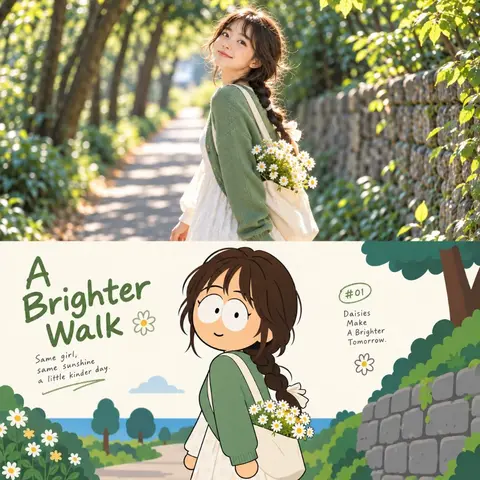 A
Brighter
Walk
Same girl,
same sunshine
a little kinder day.
#01
Daisies
Make
A Brighter
Tomorrow.